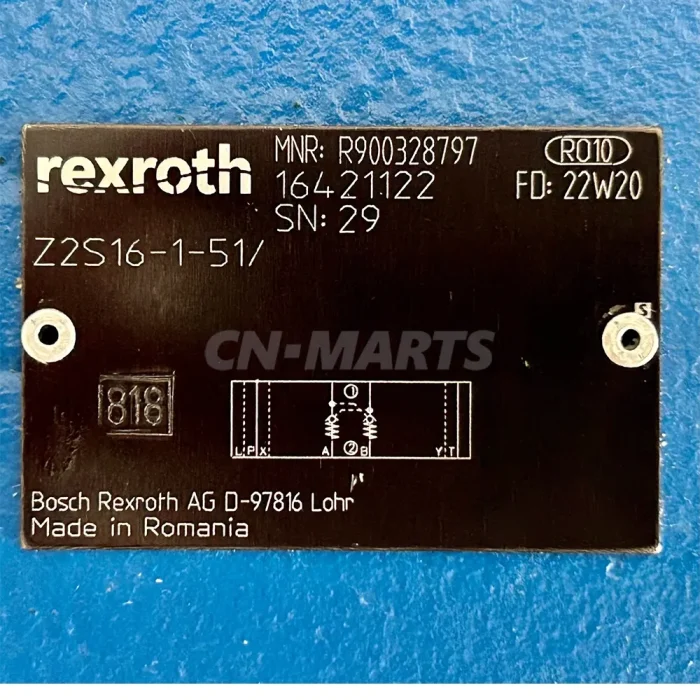 rexroth
MNR: R900328797
RO10
16421122
FD: 22W20
SN: 29
Z2S16-1-51/
S
CN-MARTS
818
1
L P X A 2 B Y T
Bosch Rexroth AG D-97816 Lohr
Made in Romania